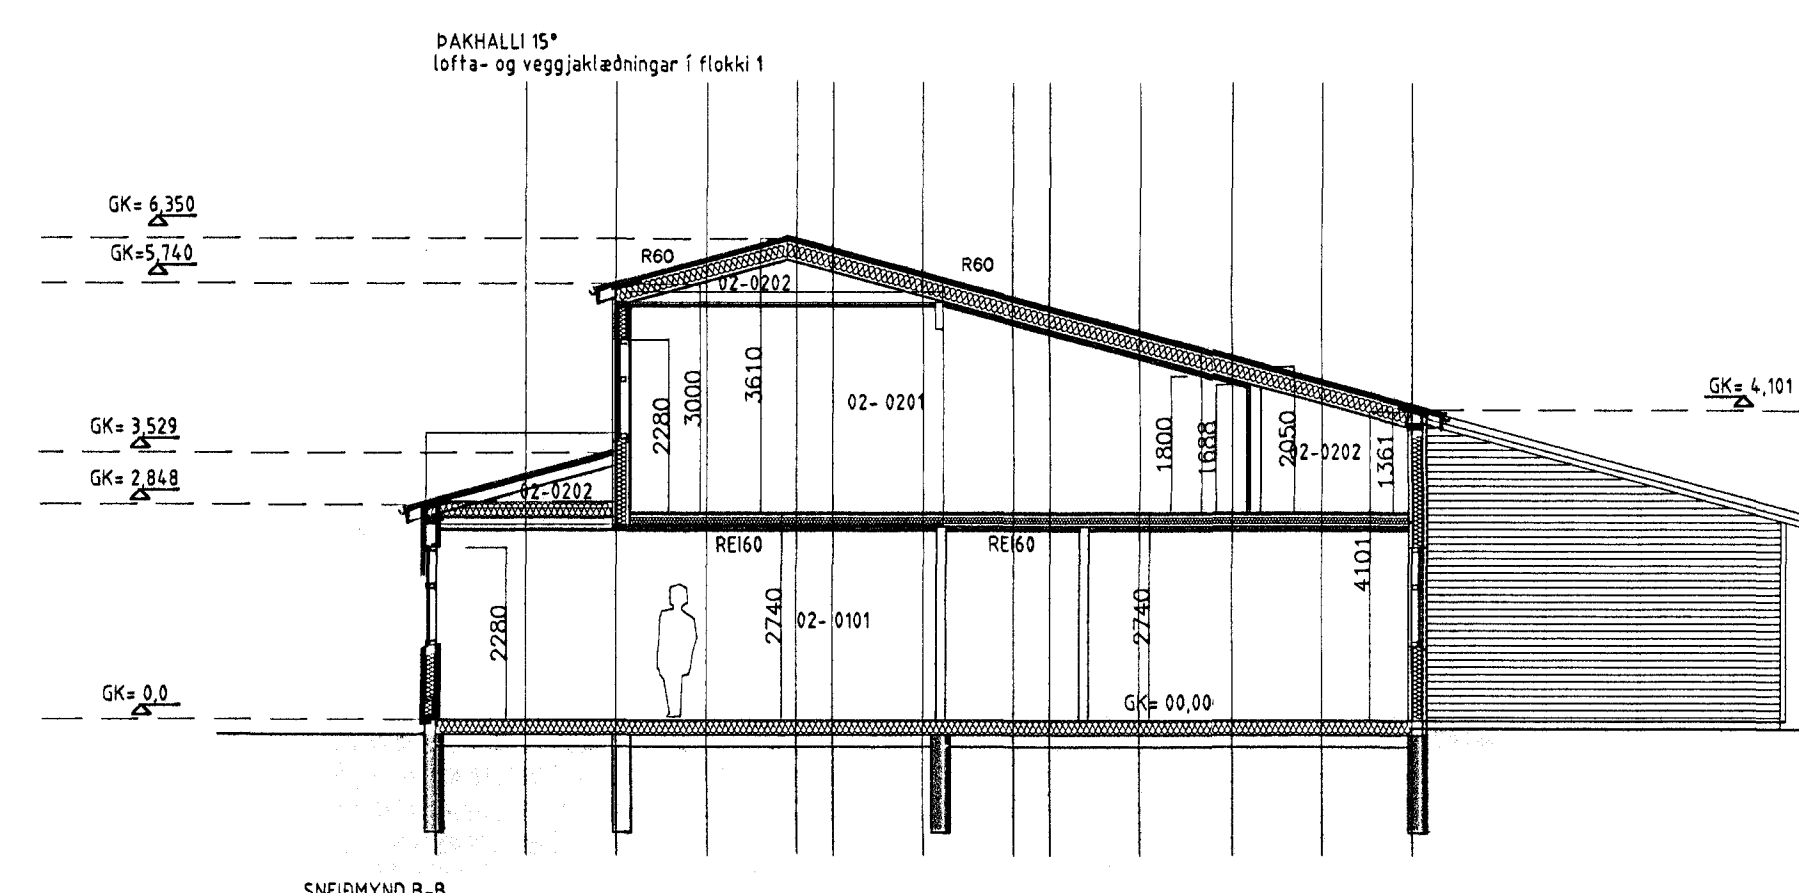 ÞAKHALLI 15°
lofta- og veggjaklæðningar í flokki 1
GK= 6,350
GK=5,740
R60
R60
02-0202
GK= 4,101
GK= 3,529
GK= 2,848
02-0202
2280
3000
3610
02- 0201
1800
1688
2050
02-0202
1361
REI60
REI60
4101
2280
2740
02- 0101
2740
GK= 0,0
GK= 00,00
SNEIÐMYND B-B